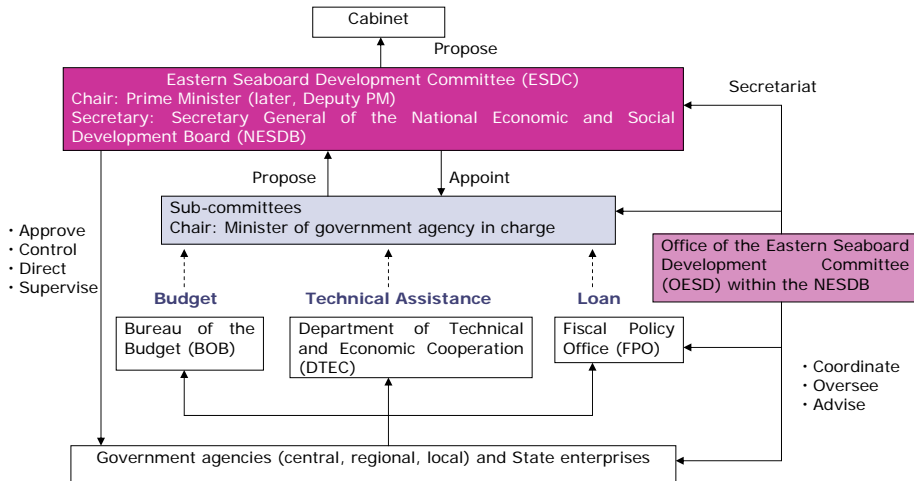 Cabinet
Propose
Eastern Seaboard Development Committee (ESDC)
Chair: Prime Minister (later, Deputy PM)
Secretary: Secretary General of the National Economic and Social
Development Board (NESDB)
Secretariat
Propose
Appoint
Sub-committees
Chair: Minister of government agency in charge
・Approve
・Control
・Direct
・Supervise
Office of the Eastern Seaboard
Development Committee
(OESD) within the NESDB
Budget
Technical Assistance
Loan
Bureau of the
Budget (BOB)
Department of Technical
and Economic Cooperation
(DTEC)
Fiscal Policy
Office (FPO)
・Coordinate
・Oversee
・Advise
Government agencies (central, regional, local) and State enterprises